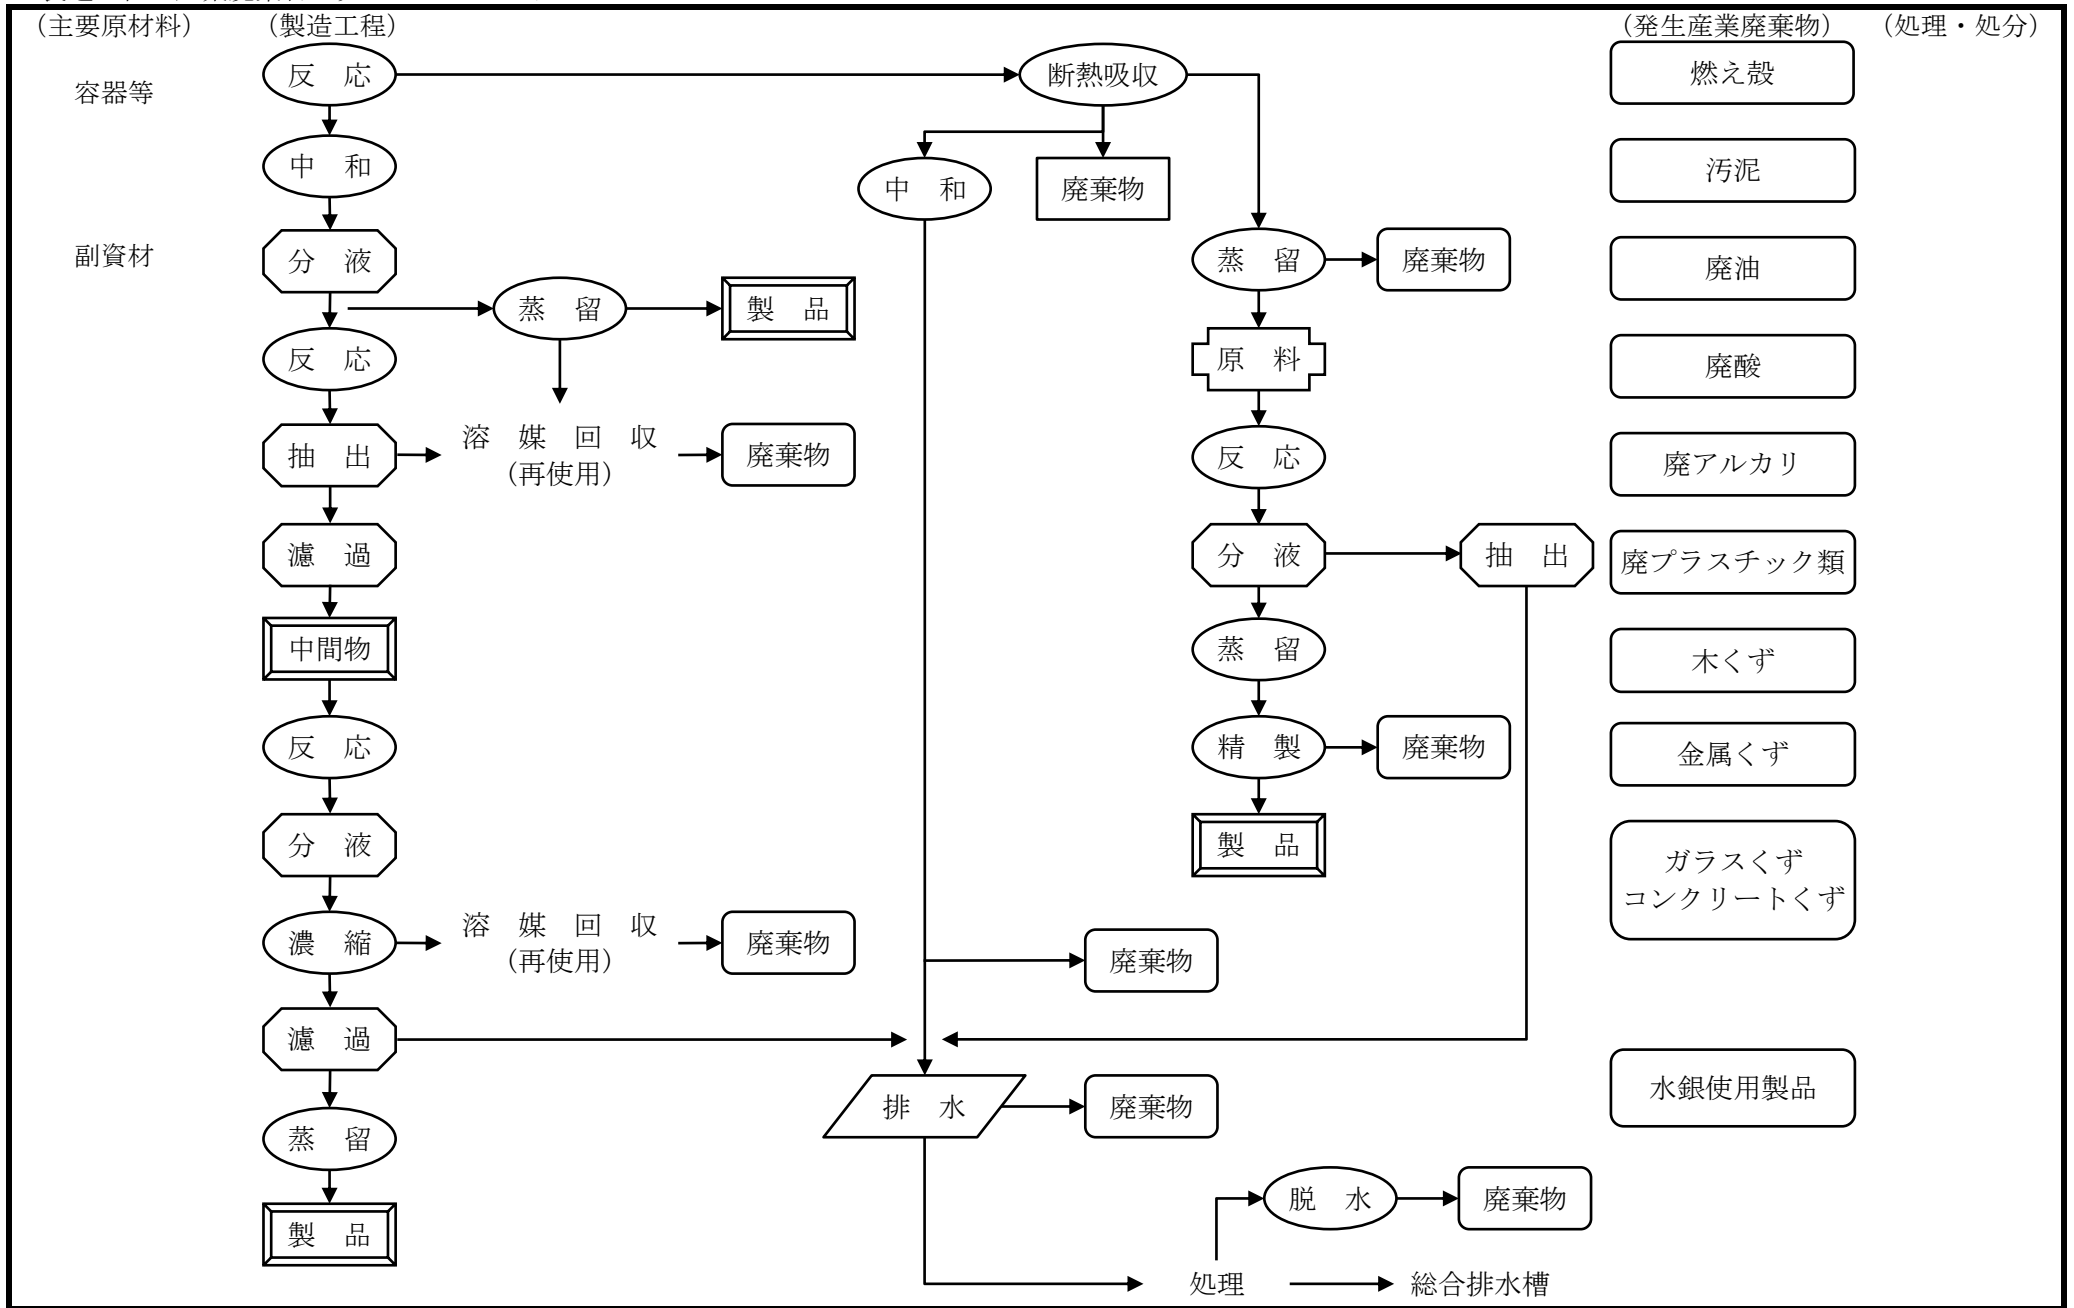 （主要原材料）
（製造工程）
（発生産業廃棄物）
（処理・処分）
容器等
副資材
反　応
中　和
分　液
蒸　留
製　品
反　応
抽　出
溶　媒　回　収
（再使用）
廃棄物
濾　過
中間物
反　応
分　液
濃　縮
溶　媒　回　収
（再使用）
廃棄物
濾　過
蒸　留
製　品
断熱吸収
中　和
廃棄物
廃棄物
排　水
廃棄物
処理
総合排水槽
脱　水
廃棄物
蒸　留
廃棄物
原　料
反　応
分　液
抽　出
蒸　留
精　製
廃棄物
製　品
燃え殻
汚泥
廃油
廃酸
廃アルカリ
廃プラスチック類
木くず
金属くず
ガラスくず
コンクリートくず
水銀使用製品